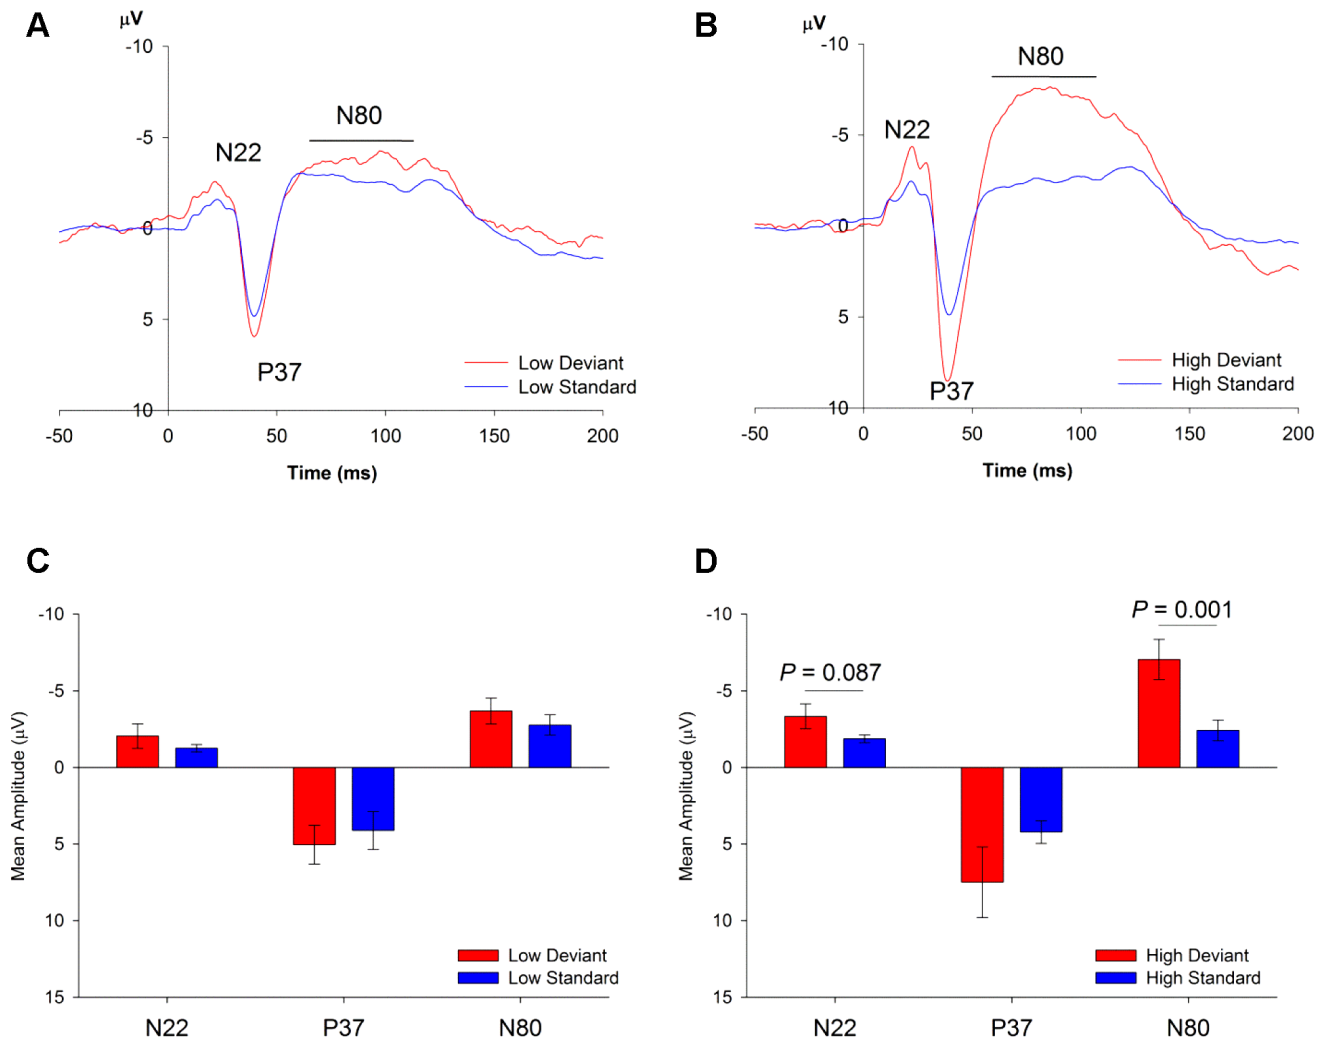 A
µV
-10
-5
0
5
10
N22
N80
P37
Low Deviant
Low Standard
-50 0 50 100 150 200
Time (ms)
B
µV
-10
-5
0
5
10
N22
N80
P37
High Deviant
High Standard
-50 0 50 100 150 200
Time (ms)
C
Mean Amplitude (µV)
-10
-5
0
5
10
15
Low Deviant
Low Standard
N22 P37 N80
D
Mean Amplitude (µV)
-10
-5
0
5
10
15
P = 0.087
P = 0.001
High Deviant
High Standard
N22 P37 N80